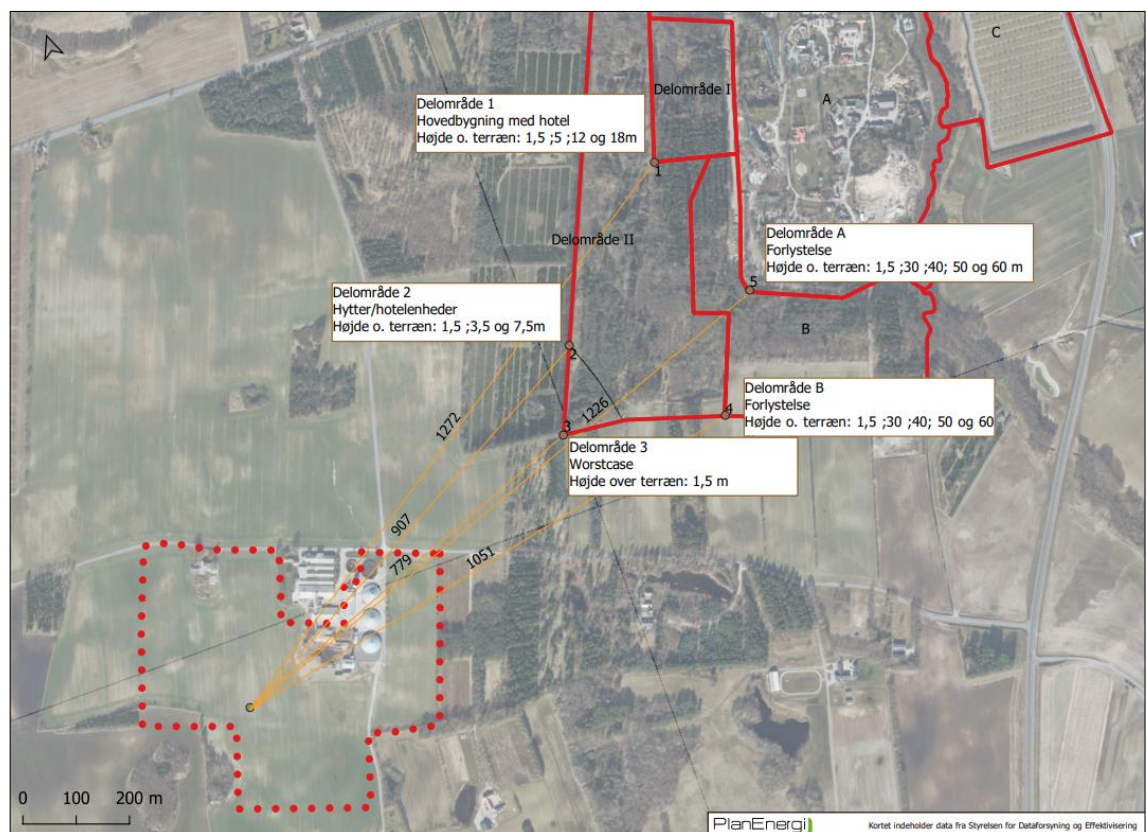 C
Delområde I
A
Delområde 1
Hovedbygning med hotel
Højde o. terræn: 1,5 ;5 ;12 og 18m
1
Delområde II
Delområde A
Forlystelse
Højde o. terræn: 1,5 ;30 ;40; 50 og 60 m
5
Delområde 2
Hytter/hotelenheder
Højde o. terræn: 1,5 ;3,5 og 7,5m
B
2
Delområde B
Forlystelse
Højde o. terræn: 1,5 ;30 ;40; 50 og 60
4
1226
1272
3
Delområde 3
Worstcase
Højde over terræn: 1,5 m
907
779
1051
0 100 200 m
PlanEnergi
Kortet indeholder data fra Styrelsen for Dataforsyning og Effektivisering